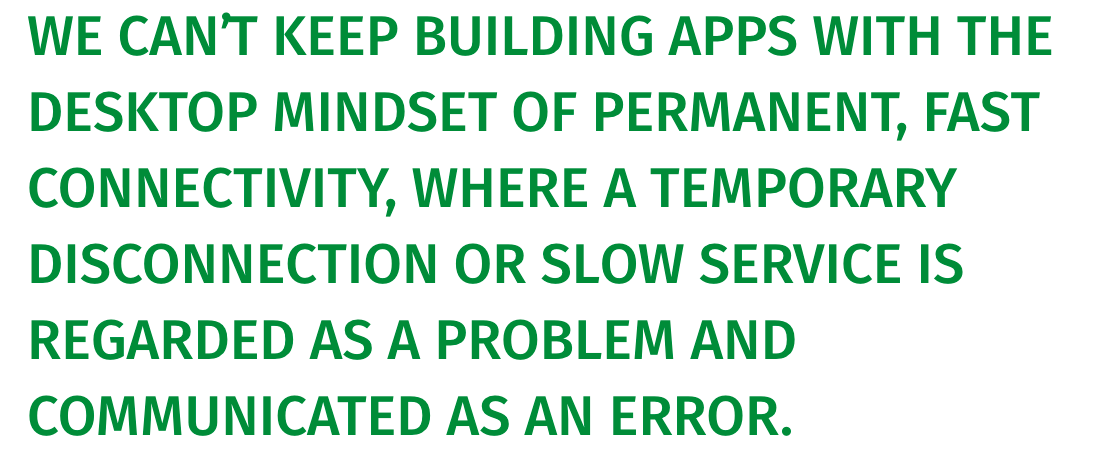 WE CAN’T KEEP BUILDING APPS WITH THE
DESKTOP MINDSET OF PERMANENT, FAST
CONNECTIVITY, WHERE A TEMPORARY
DISCONNECTION OR SLOW SERVICE IS
REGARDED AS A PROBLEM AND
COMMUNICATED AS AN ERROR.